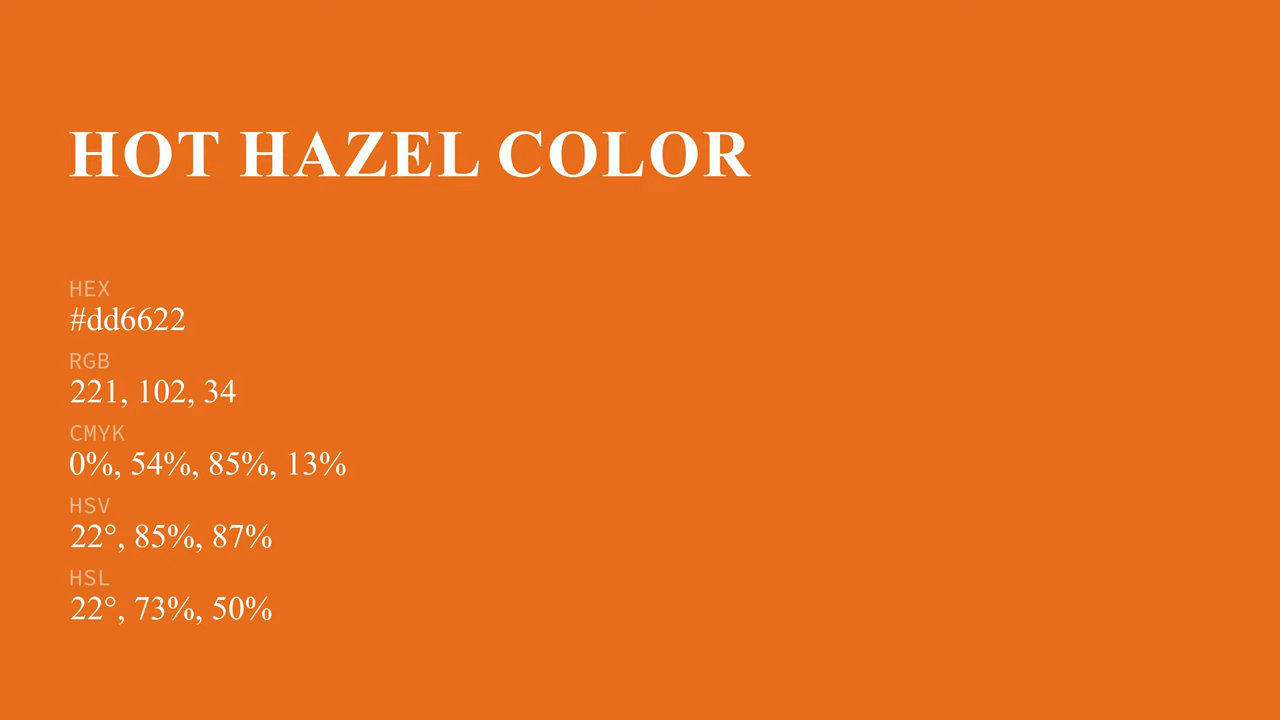 HOT HAZEL COLOR
HEX
#dd6622
RGB
221, 102, 34
CMYK
0%, 54%, 85%, 13%
HSV
22°, 85%, 87%
HSL
22°, 73%, 50%